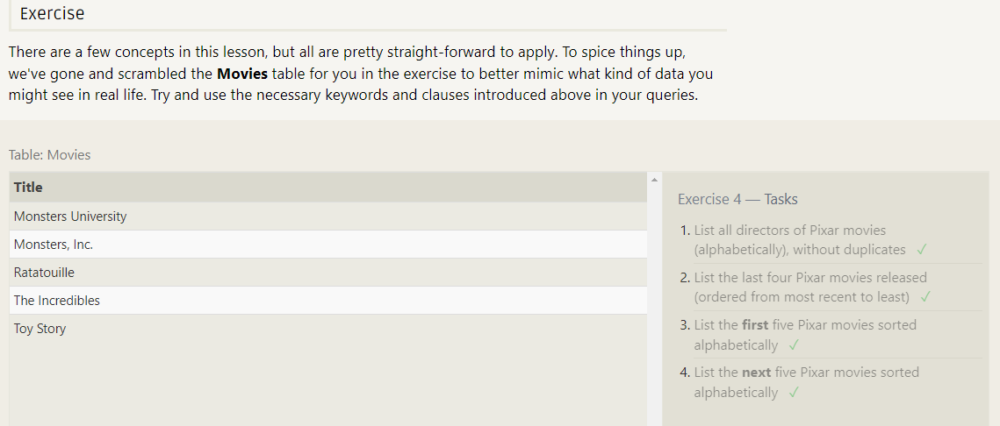 Exercise
There are a few concepts in this lesson, but all are pretty straight-forward to apply. To spice things up,
we've gone and scrambled the Movies table for you in the exercise to better mimic what kind of data you
might see in real life. Try and use the necessary keywords and clauses introduced above in your queries.
Table: Movies
Title
Monsters University
Monsters, Inc.
Ratatouille
The Incredibles
Toy Story
Exercise 4 — Tasks
1. List all directors of Pixar movies
(alphabetically), without duplicates ✓
2. List the last four Pixar movies released
(ordered from most recent to least) ✓
3. List the first five Pixar movies sorted
alphabetically ✓
4. List the next five Pixar movies sorted
alphabetically ✓